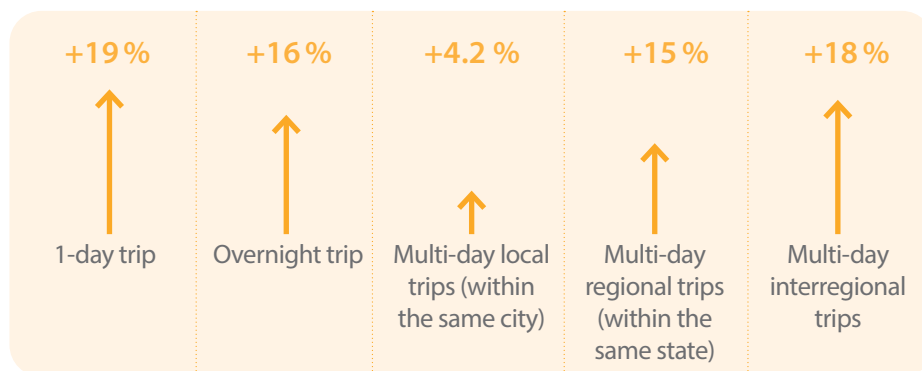 +19 %
1-day trip
+16 %
Overnight trip
+4.2 %
Multi-day local
trips (within
the same city)
+15 %
Multi-day
regional trips
(within the
same state)
+18 %
Multi-day
interregional
trips